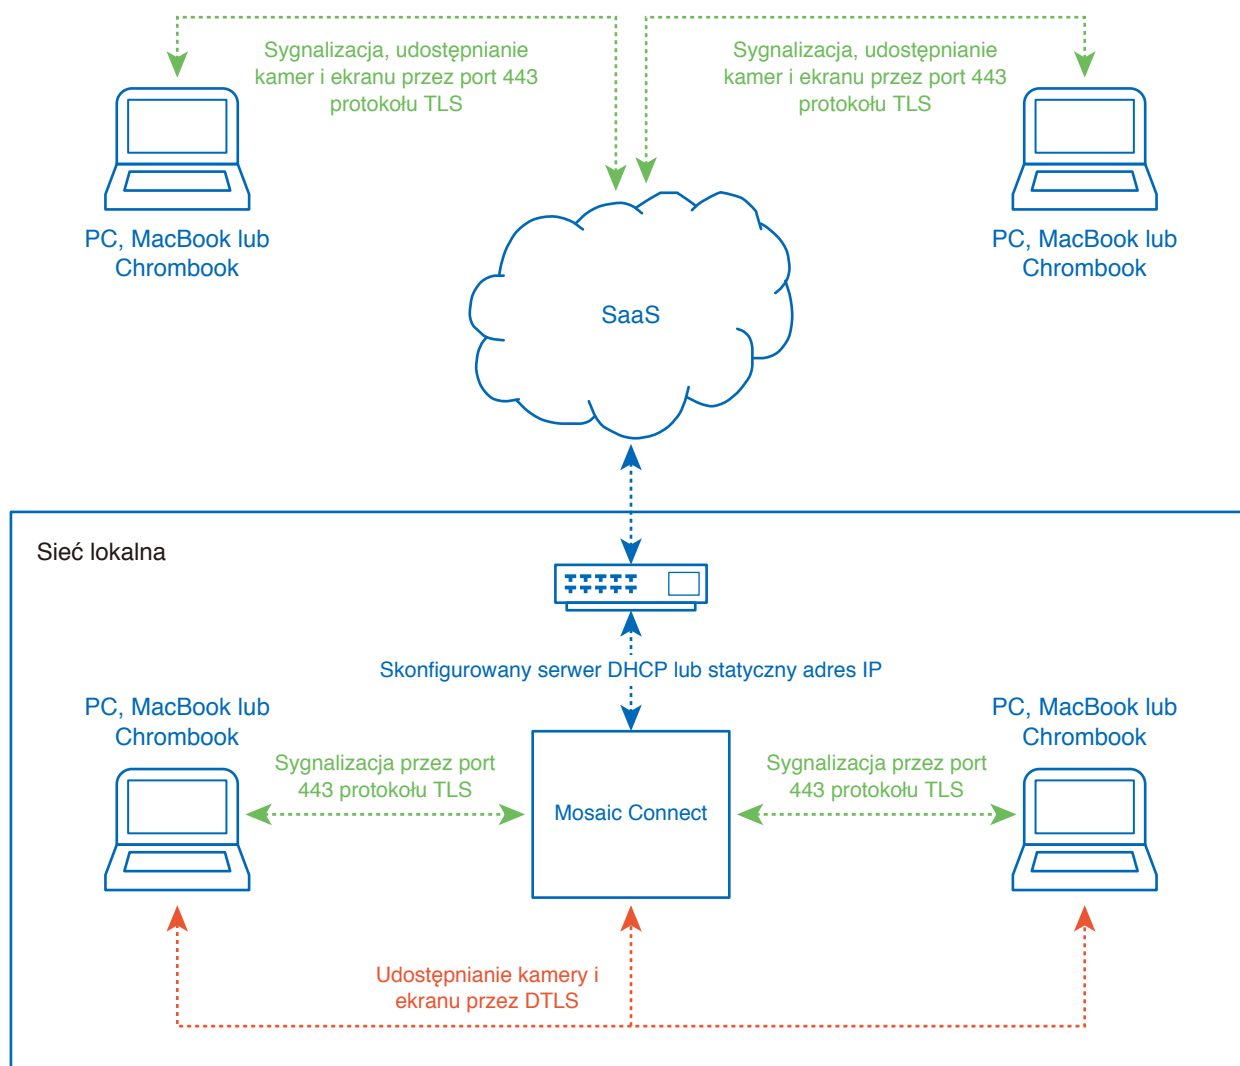 Sygnalizacja, udostępnianie
kamer i ekranu przez port 443
protokołu TLS
Sygnalizacja, udostępnianie
kamer i ekranu przez port 443
protokołu TLS
PC, MacBook lub
Chrombook
PC, MacBook lub
Chrombook
SaaS
Sieć lokalna
Skonfigurowany serwer DHCP lub statyczny adres IP
PC, MacBook lub
Chrombook
PC, MacBook lub
Chrombook
Sygnalizacja przez port
443 protokołu TLS
Sygnalizacja przez port
443 protokołu TLS
Mosaic Connect
Udostępnianie kamery i
ekranu przez DTLS